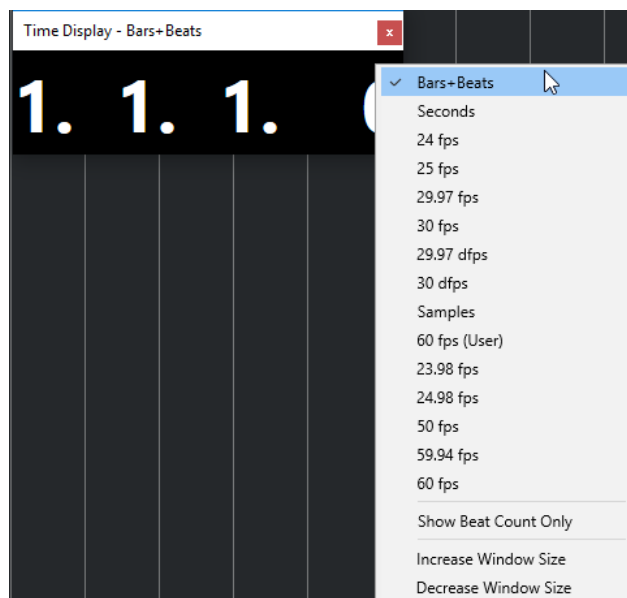 Time Display - Bars+Beats
x
1. 1. 1.
Bars+Beats
Seconds
24 fps
25 fps
29.97 fps
30 fps
29.97 dfps
30 dfps
Samples
60 fps (User)
23.98 fps
24.98 fps
50 fps
59.94 fps
60 fps
Show Beat Count Only
Increase Window Size
Decrease Window Size